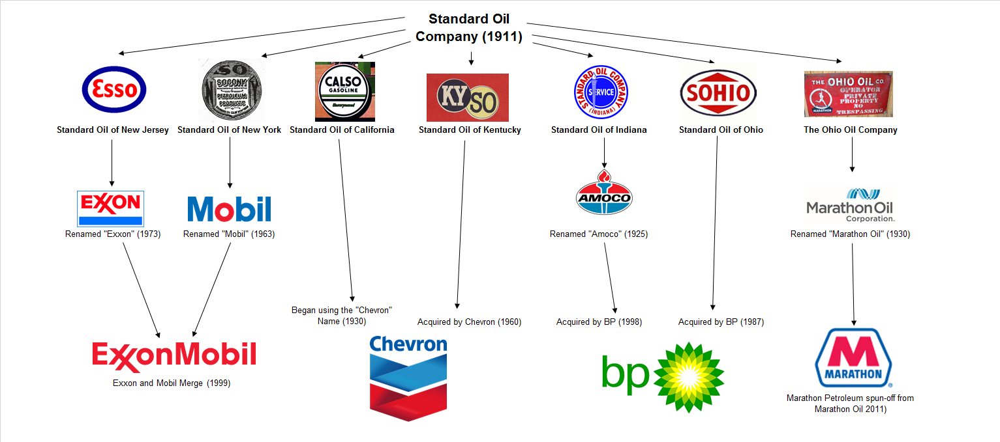 Standard Oil
Company (1911)
Esso
SO
SOCONY
PETROLEUM
PRODUCTS
N
CALSO
GASOLINE
Unsurpassed
KY
SO
STANDARD OIL COMPANY
SERVICE
(INDIANA)
SOHIO
THE OHIO OIL CO.
OPERATOR
PRIVATE
PROPERTY
NO
TRESPASSING
MARATHON
Standard Oil of New Jersey
Standard Oil of New York
Standard Oil of California
Standard Oil of Kentucky
Standard Oil of Indiana
Standard Oil of Ohio
The Ohio Oil Company
EXXON
Mobil
AMOCO
Marathon Oil
Corporation.
Renamed "Exxon" (1973)
Renamed "Mobil" (1963)
Renamed "Amoco" (1925)
Renamed "Marathon Oil" (1930)
Began using the "Chevron"
Name (1930)
Acquired by Chevron (1960)
Acquired by BP (1998)
Acquired by BP (1987)
ExxonMobil
Chevron
bp
M
MARATHON
®
Exxon and Mobil Merge (1999)
Marathon Petroleum spun-off from
Marathon Oil 2011)